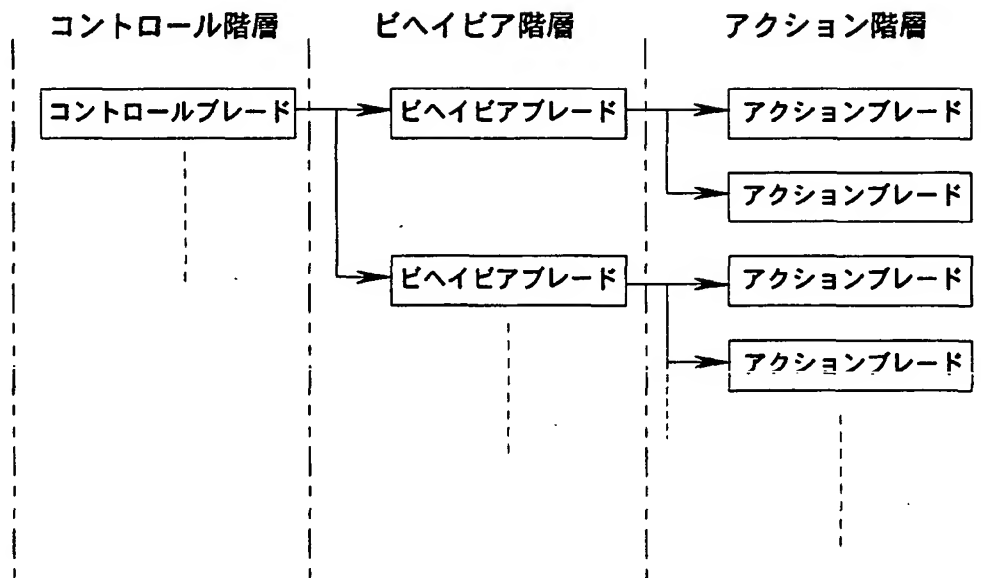 コントロール階層 ビヘイビア階層 アクション階層
コントロールブレード ビヘイビアブレード アクションブレード
アクションブレード
ビヘイビアブレード アクションブレード
アクションブレード